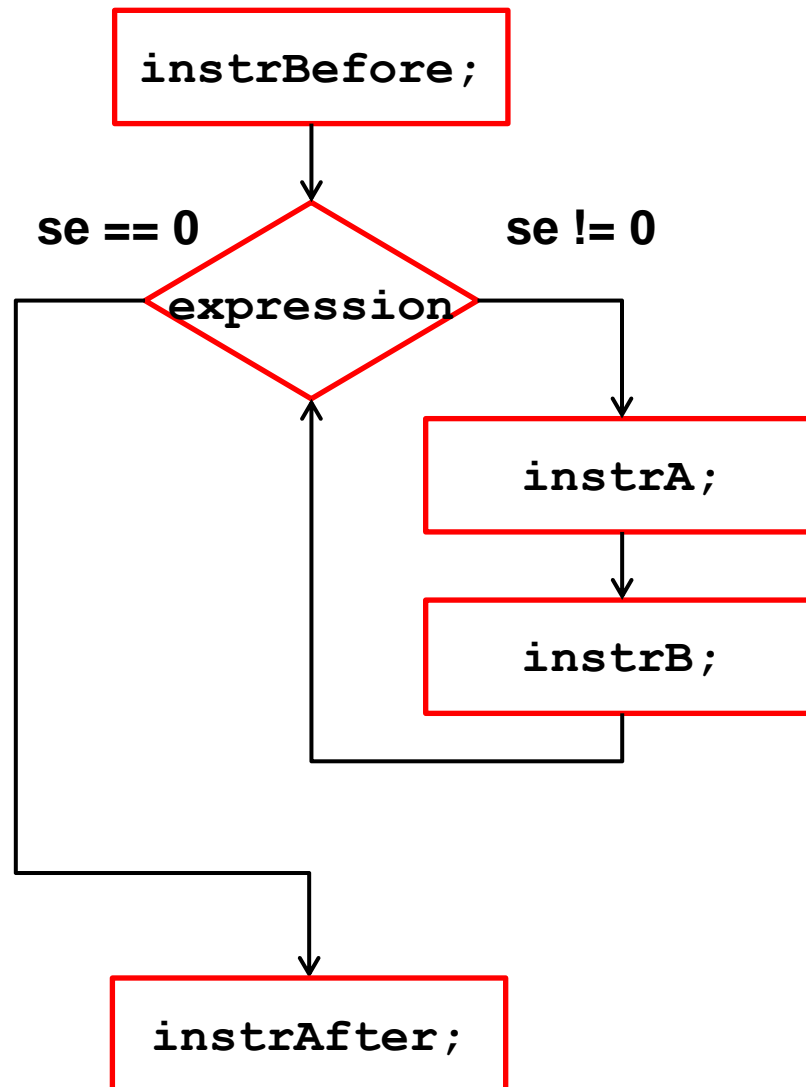 instrBefore;
se == 0
se != 0
expression
instrA;
instrB;
instrAfter;